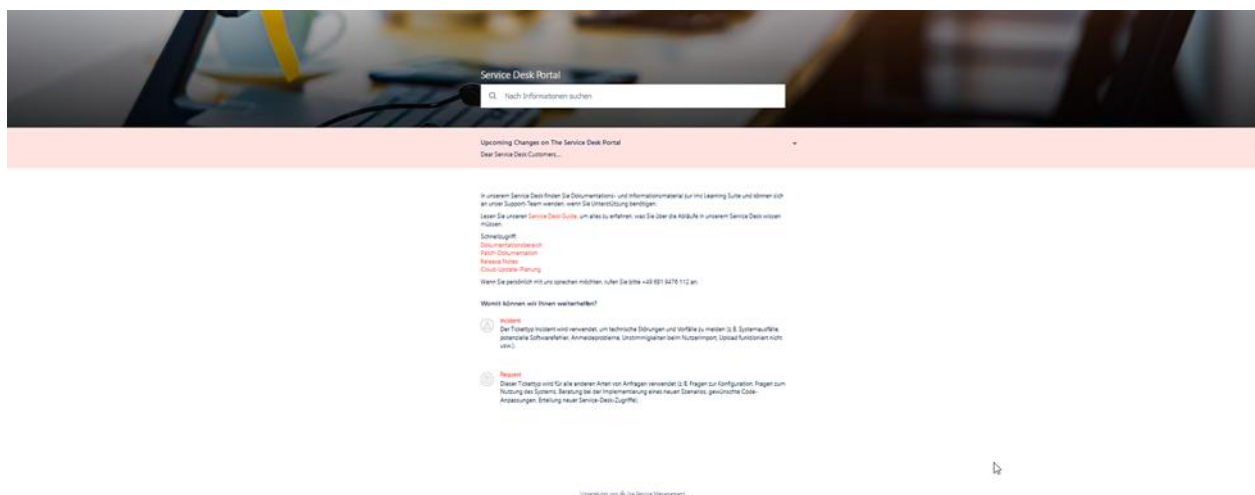 Service Desk Portal
Nach Informationen suchen
Upcoming Changes on The Service Desk Portal
Dear Service Desk Customers...
In unserem Service Desk finden Sie Dokumentations- und Informationsmaterial zur imc Learning Suite und können sich
an unser Support-Team wenden, wenn Sie Unterstützung benötigen.
Lesen Sie unseren Service Desk Guide, um alles zu erfahren, was Sie über die Abläufe in unserem Service Desk wissen
müssen.
Schnellzugriff
Dokumentationsbereich
Patch-Dokumentation
Release Notes
Cloud-Update-Planung
Wenn Sie persönlich mit uns sprechen möchten, rufen Sie bitte +49 681 9476 112 an.
Womit können wir Ihnen weiterhelfen?
Incident
Der Tickettyp Incident wird verwendet, um technische Störungen und Vorfälle zu melden (z. B. Systemausfälle,
potenzielle Softwarefehler, Anmeldeprobleme, Unstimmigkeiten beim Nutzerimport, Upload funktioniert nicht
usw.).
Request
Dieser Tickettyp wird für alle anderen Arten von Anfragen verwendet (z. B. Fragen zur Konfiguration, Fragen zum
Nutzung des Systems, Beratung bei der Implementierung eines neuen Szenarios, gewünschte Code-
Anpassungen, Erteilung neuer Service-Desk-Zugriffe).
Service Management